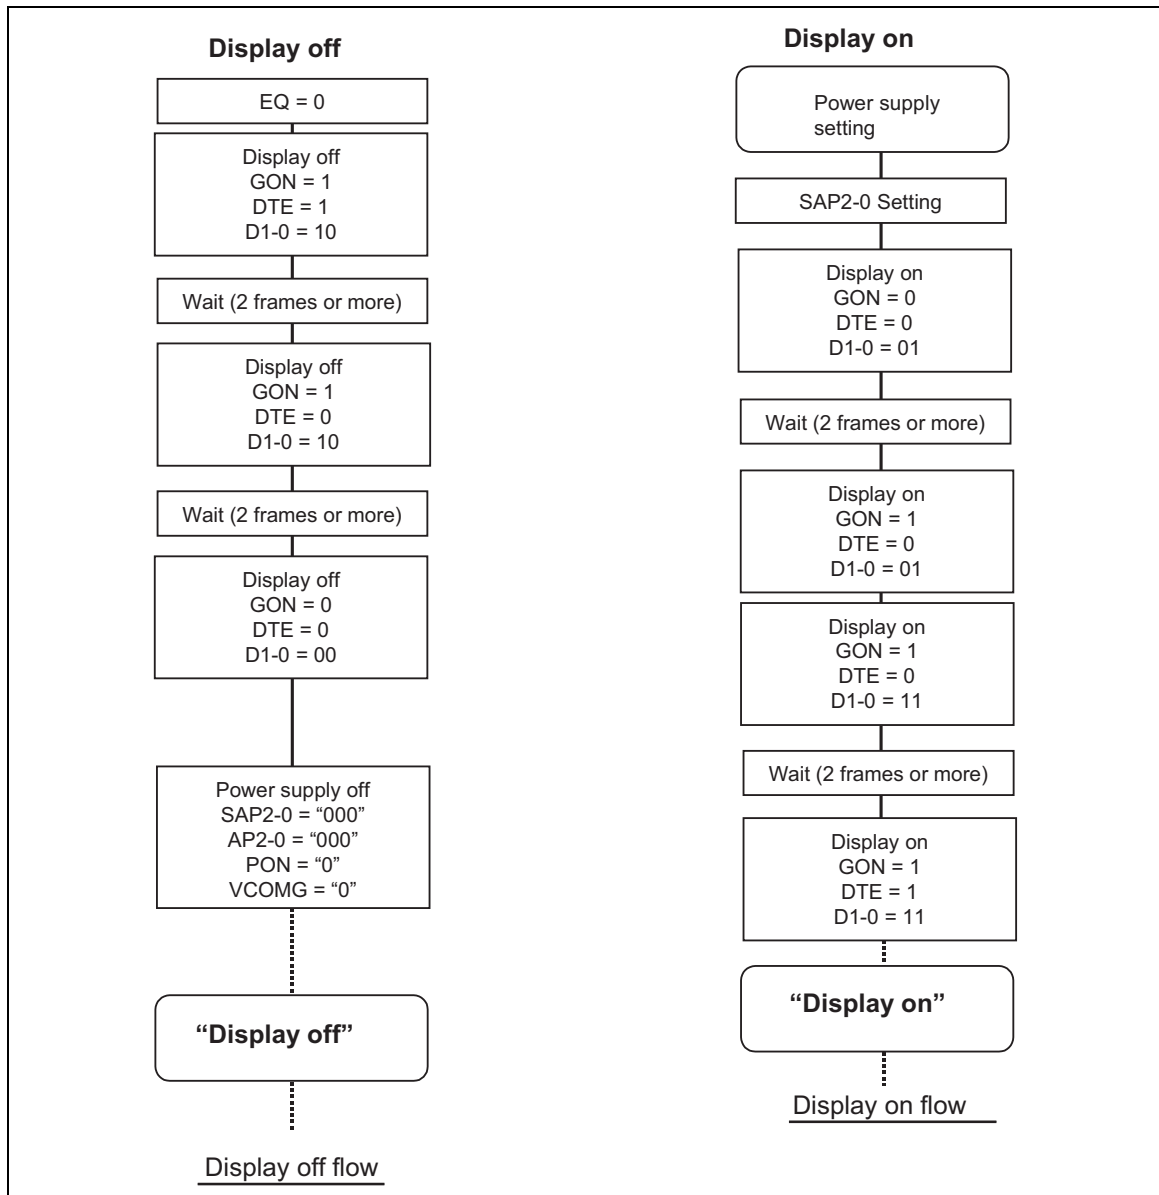 Display off
EQ = 0
Display off
GON = 1
DTE = 1
D1-0 = 10
Wait (2 frames or more)
Display off
GON = 1
DTE = 0
D1-0 = 10
Wait (2 frames or more)
Display off
GON = 0
DTE = 0
D1-0 = 00
Power supply off
SAP2-0 = “000”
AP2-0 = “000”
PON = “0”
VCOMG = “0”
“Display off”
Display off flow
Display on
Power supply
setting
SAP2-0 Setting
Display on
GON = 0
DTE = 0
D1-0 = 01
Wait (2 frames or more)
Display on
GON = 1
DTE = 0
D1-0 = 01
Display on
GON = 1
DTE = 0
D1-0 = 11
Wait (2 frames or more)
Display on
GON = 1
DTE = 1
D1-0 = 11
“Display on”
Display on flow